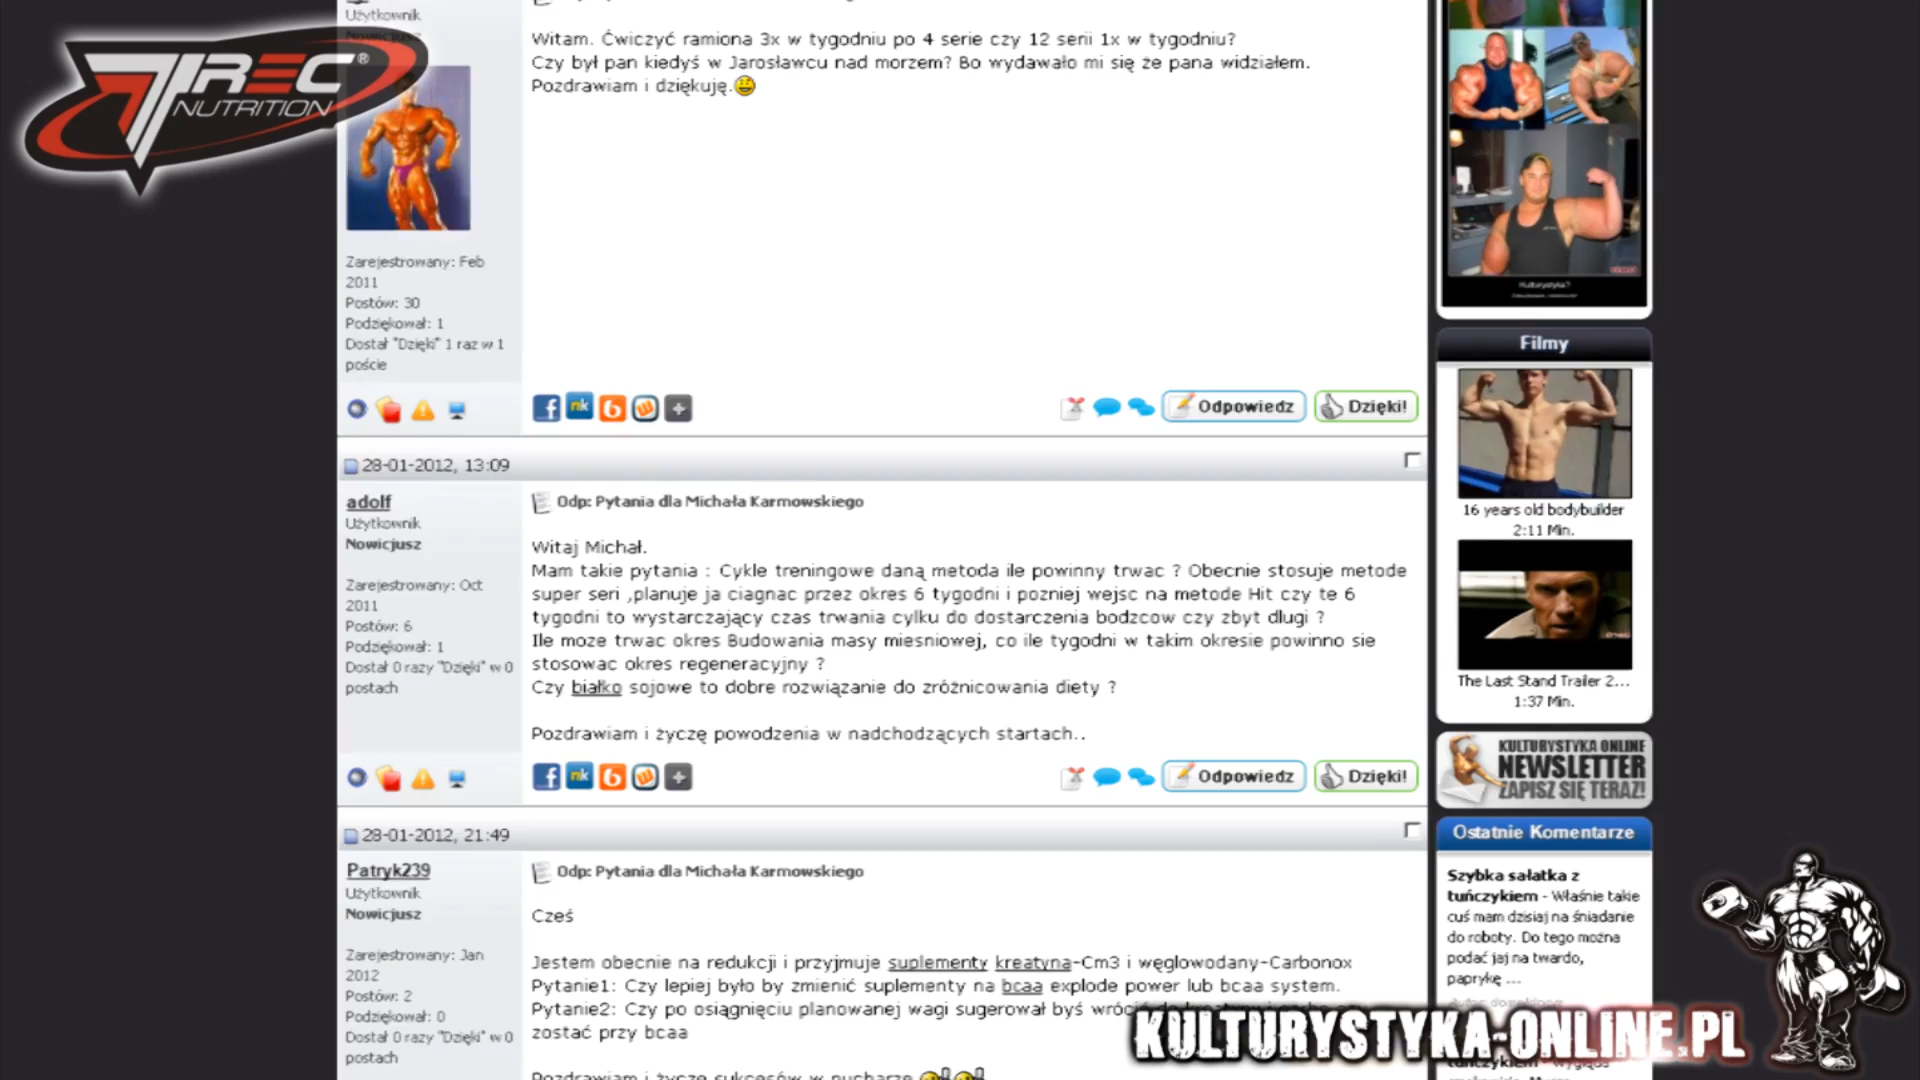 Użytkownik
TREC®
NUTRITION
Witam. Ćwiczyć ramiona 3x w tygodniu po 4 serie czy 12 serii 1x w tygodniu?
Czy był pan kiedyś w Jarosławcu nad morzem? Bo wydawało mi się że pana widziałem.
Pozdrawiam i dziękuję.
Zarejestrowany: Feb
2011
Postów: 30
Podziękował: 1
Dostał "Dzięki" 1 raz w 1
poście
nk
Odpowiedz
Dzięki!
28-01-2012, 13:09
adolf
Użytkownik
Nowicjusz
Zarejestrowany: Oct
2011
Postów: 6
Podziękował: 1
Dostał 0 razy "Dzięki" w 0
postach
Odp: Pytania dla Michała Karmowskiego
Witaj Michał.
Mam takie pytania : Cykle treningowe daną metoda ile powinny trwac ? Obecnie stosuje metode
super seri ,planuje ja ciagnac przez okres 6 tygodni i pozniej wejsc na metode Hit czy te 6
tygodni to wystarczający czas trwania cylku do dostarczenia bodzcow czy zbyt dlugi ?
Ile moze trwac okres Budowania masy miesniowej, co ile tygodni w takim okresie powinno sie
stosowac okres regeneracyjny ?
Czy białko sojowe to dobre rozwiązanie do zróżnicowania diety ?
Pozdrawiam i życzę powodzenia w nadchodzących startach..
nk
Odpowiedz
Dzięki!
28-01-2012, 21:49
Patryk239
Użytkownik
Nowicjusz
Zarejestrowany: Jan
2012
Postów: 2
Podziękował: 0
Dostał 0 razy "Dzięki" w 0
postach
Odp: Pytania dla Michała Karmowskiego
Cześ
Jestem obecnie na redukcji i przyjmuje suplementy kreatyna-Cm3 i węglowodany-Carbonox
Pytanie1: Czy lepiej było by zmienić suplementy na bcaa explode power lub bcaa system.
Pytanie2: Czy po osiągnięciu planowanej wagi sugerował byś
zostać przy bcaa
Pozdrawiam i życzę sukcesów w pucharze
Kulturystyka?
Filmy
16 years old bodybuilder
2:11 Min.
The Last Stand Trailer 2...
1:37 Min.
KULTURYSTYKA ONLINE
NEWSLETTER
ZAPISZ SIĘ TERAZ!
Ostatnie Komentarze
Szybka sałatka z
tuńczykiem - Właśnie takie
cuś mam dzisiaj na śniadanie
do roboty. Do tego można
podać jaj na twardo,
paprykę ...
KULTURYSTYKA-ONLINE.PL